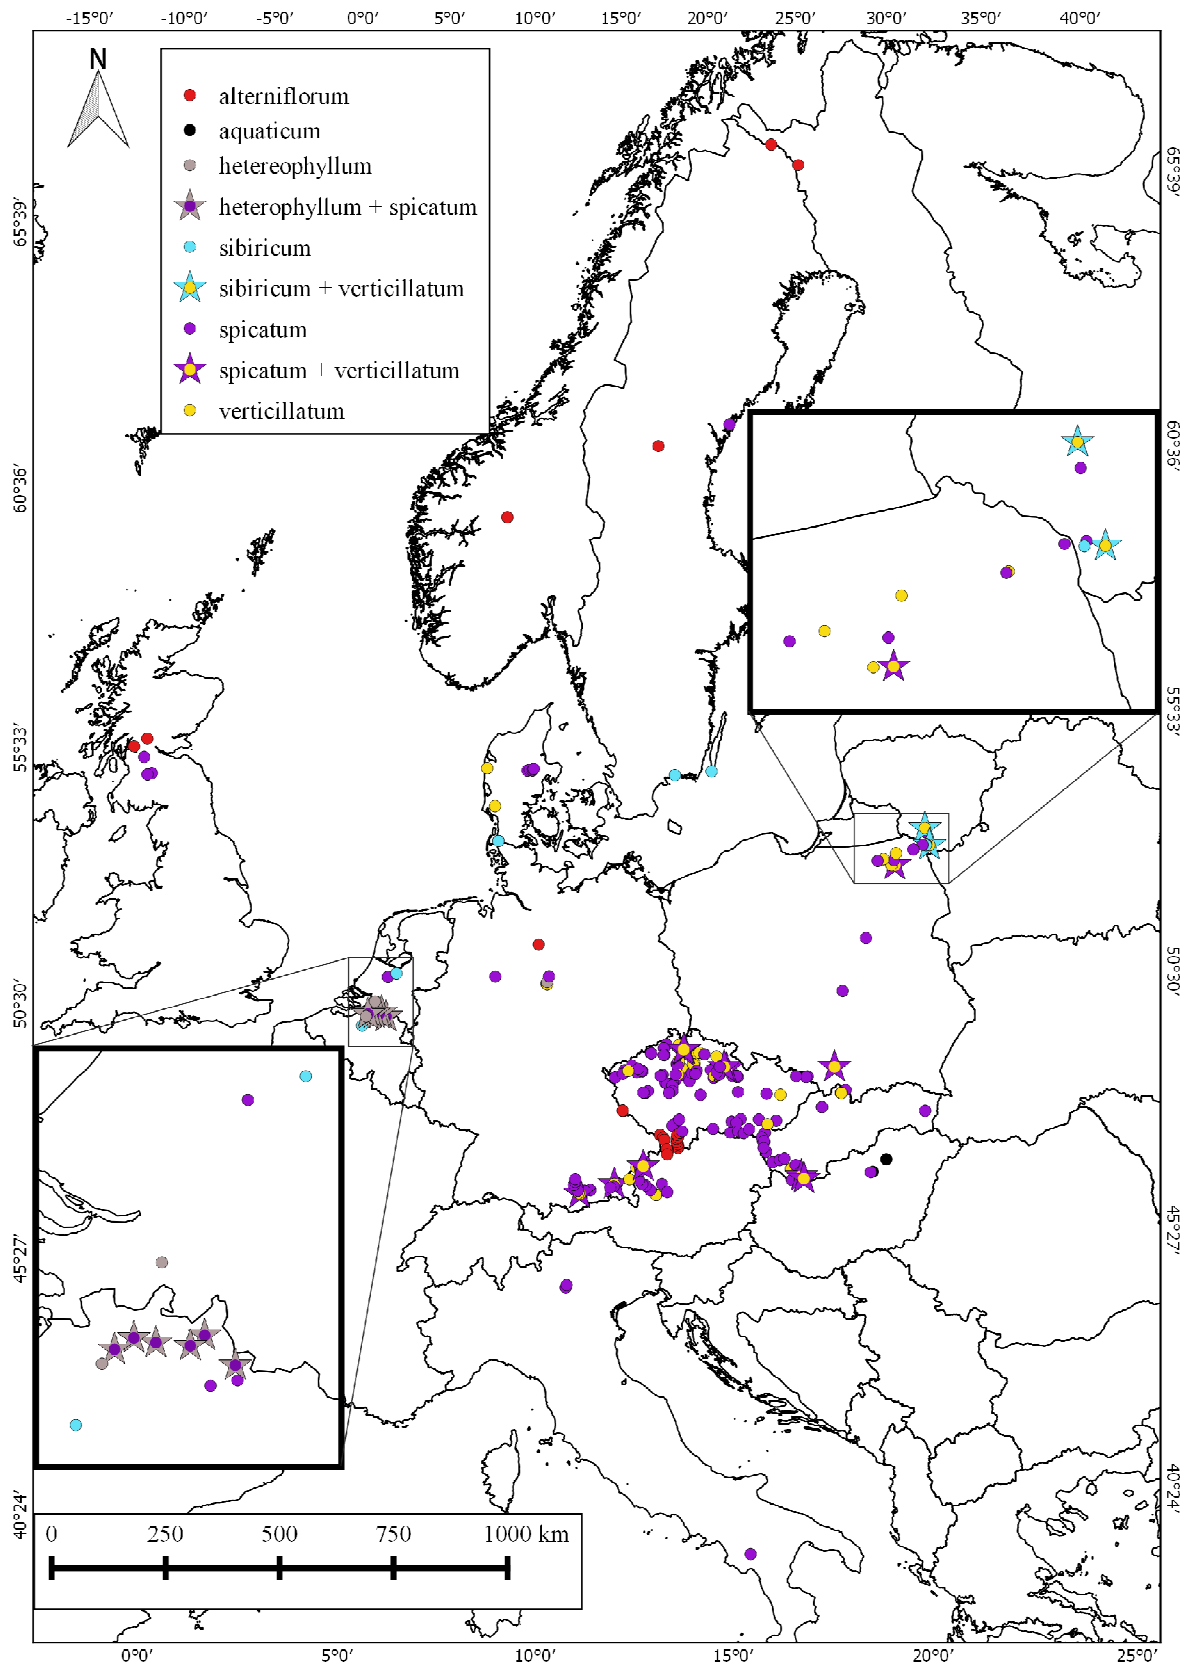 -15°0′ -10°0′ -5°0′ 0°0′ 5°0′ 10°0′ 15°0′ 20°0′ 25°0′ 30°0′ 35°0′ 40°0′
N
alterniflorum
aquaticum
hetereophyllum
heterophyllum + spicatum
sibiricum
sibiricum + verticillatum
spicatum
spicatum + verticillatum
verticillatum
65°39′ 65°39′
60°36′ 60°36′
55°33′ 55°33′
50°30′ 50°30′
45°27′ 45°27′
40°24′ 40°24′
0 250 500 750 1000 km
0°0′ 5°0′ 10°0′ 15°0′ 20°0′ 25°0′